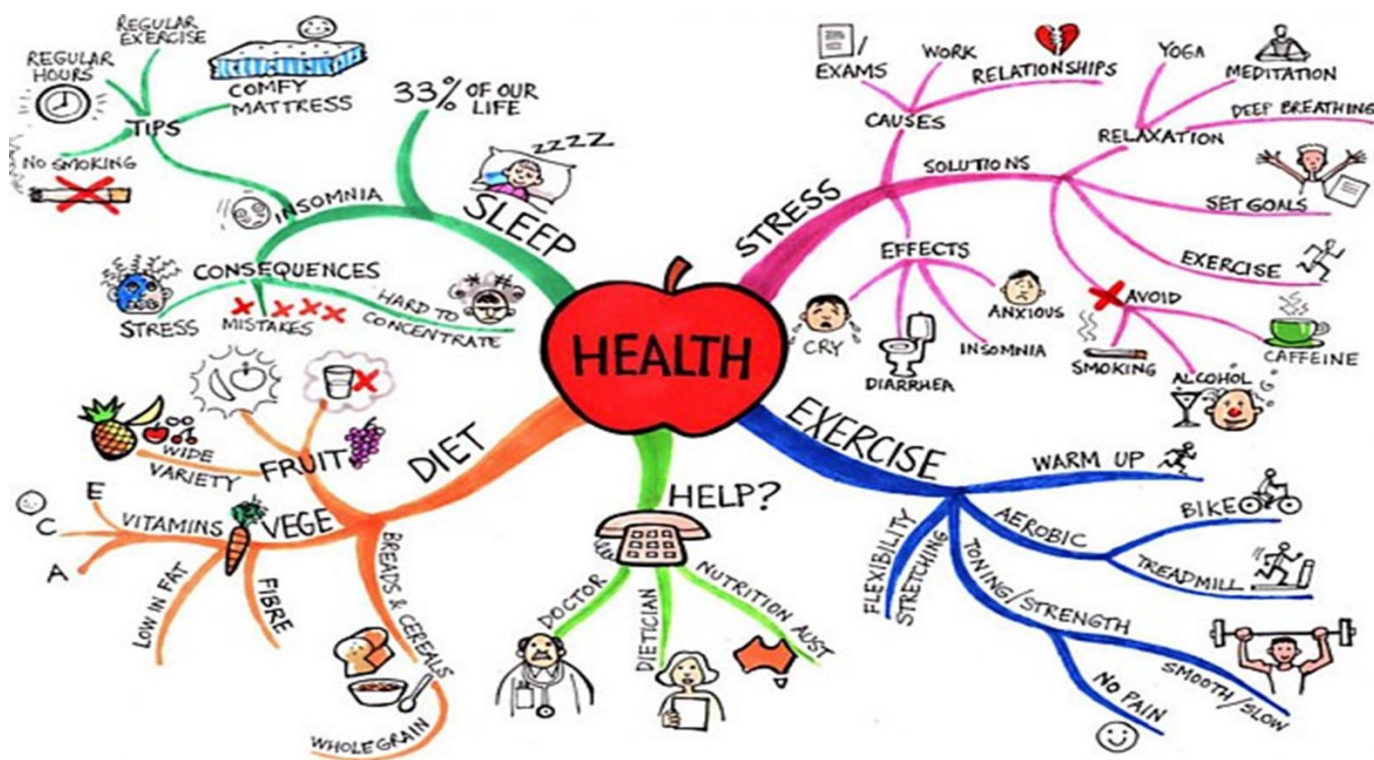 HEALTH
SLEEP
33% OF OUR
LIFE
ZZZZ
INSOMNIA
TIPS
REGULAR
HOURS
REGULAR
EXERCISE
COMFY
MATTRESS
NO SMOKING
CONSEQUENCES
STRESS
MISTAKES
HARD TO
CONCENTRATE
STRESS
CAUSES
EXAMS
WORK
RELATIONSHIPS
SOLUTIONS
RELAXATION
YOGA
MEDITATION
DEEP BREATHING
SET GOALS
EXERCISE
AVOID
SMOKING
ALCOHOL
CAFFEINE
EFFECTS
CRY
DIARRHEA
INSOMNIA
ANXIOUS
EXERCISE
WARM UP
AEROBIC
BIKE
TREADMILL
TONING/STRENGTH
SMOOTH/SLOW
NO PAIN
FLEXIBILITY
STRETCHING
HELP?
DOCTOR
DIETICIAN
NUTRITION AUST
DIET
FRUIT
WIDE
VARIETY
VEGE
VITAMINS
E
C
A
LOW IN FAT
FIBRE
BREADS & CEREALS
WHOLEGRAIN